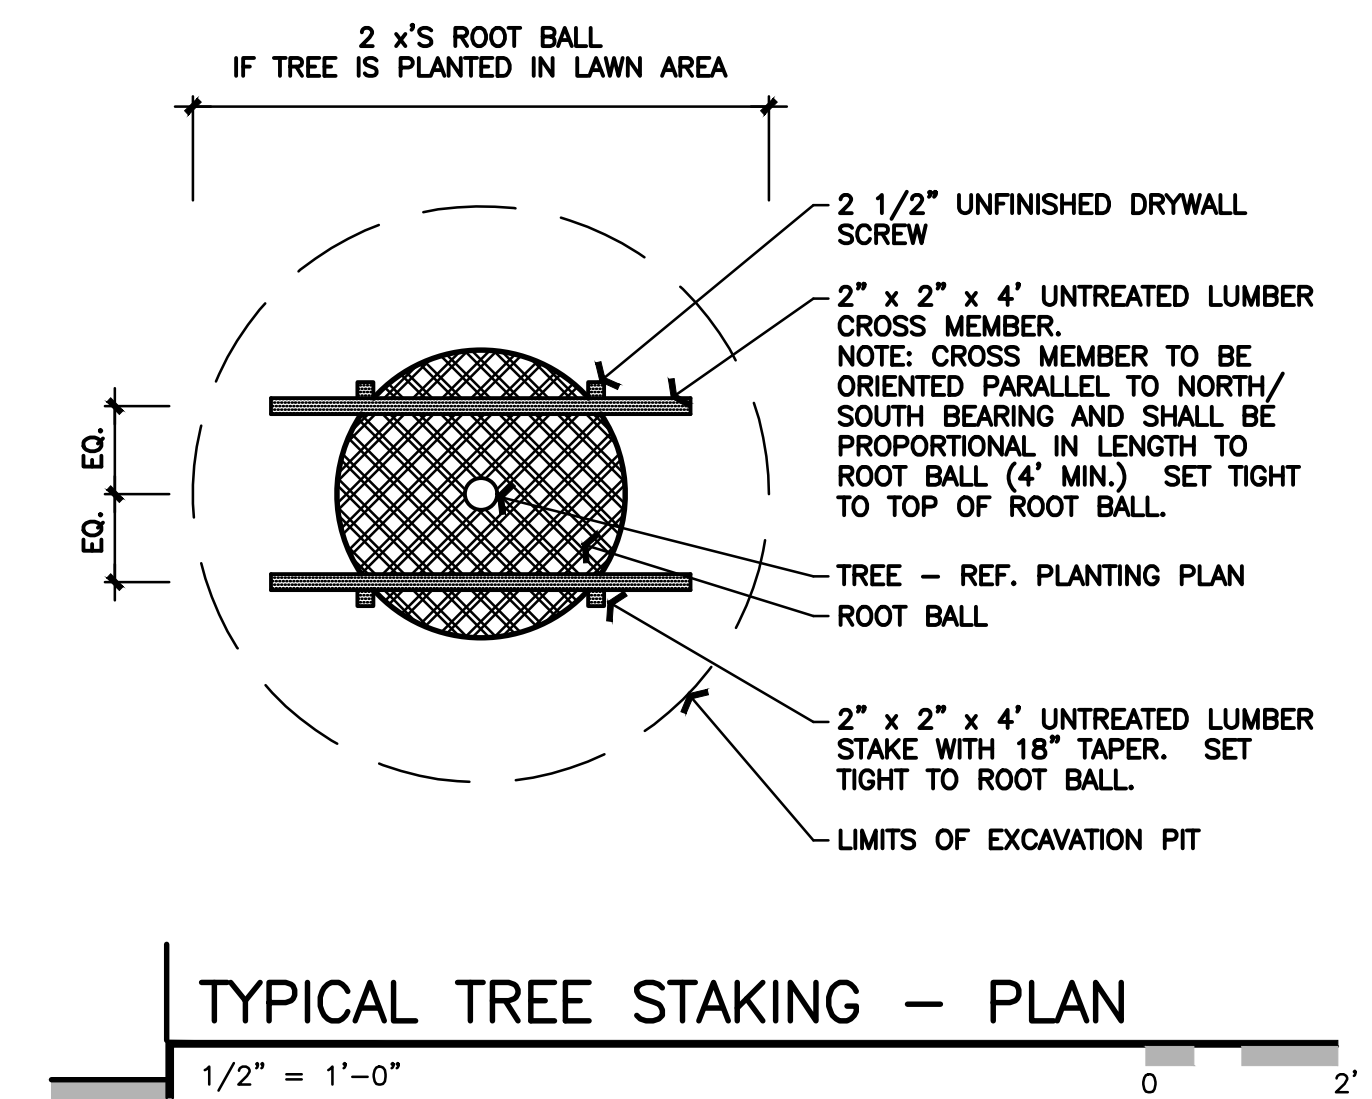 2 x'S ROOT BALL
IF TREE IS PLANTED IN LAWN AREA
2 1/2" UNFINISHED DRYWALL
SCREW
2" x 2" x 4' UNTREATED LUMBER
CROSS MEMBER.
NOTE: CROSS MEMBER TO BE
ORIENTED PARALLEL TO NORTH/
SOUTH BEARING AND SHALL BE
PROPORTIONAL IN LENGTH TO
ROOT BALL (4' MIN.) SET TIGHT
TO TOP OF ROOT BALL.
EQ.
EQ.
TREE - REF. PLANTING PLAN
ROOT BALL
2" x 2" x 4' UNTREATED LUMBER
STAKE WITH 18" TAPER. SET
TIGHT TO ROOT BALL.
LIMITS OF EXCAVATION PIT
TYPICAL TREE STAKING - PLAN
1/2" = 1'-0"
0 2'